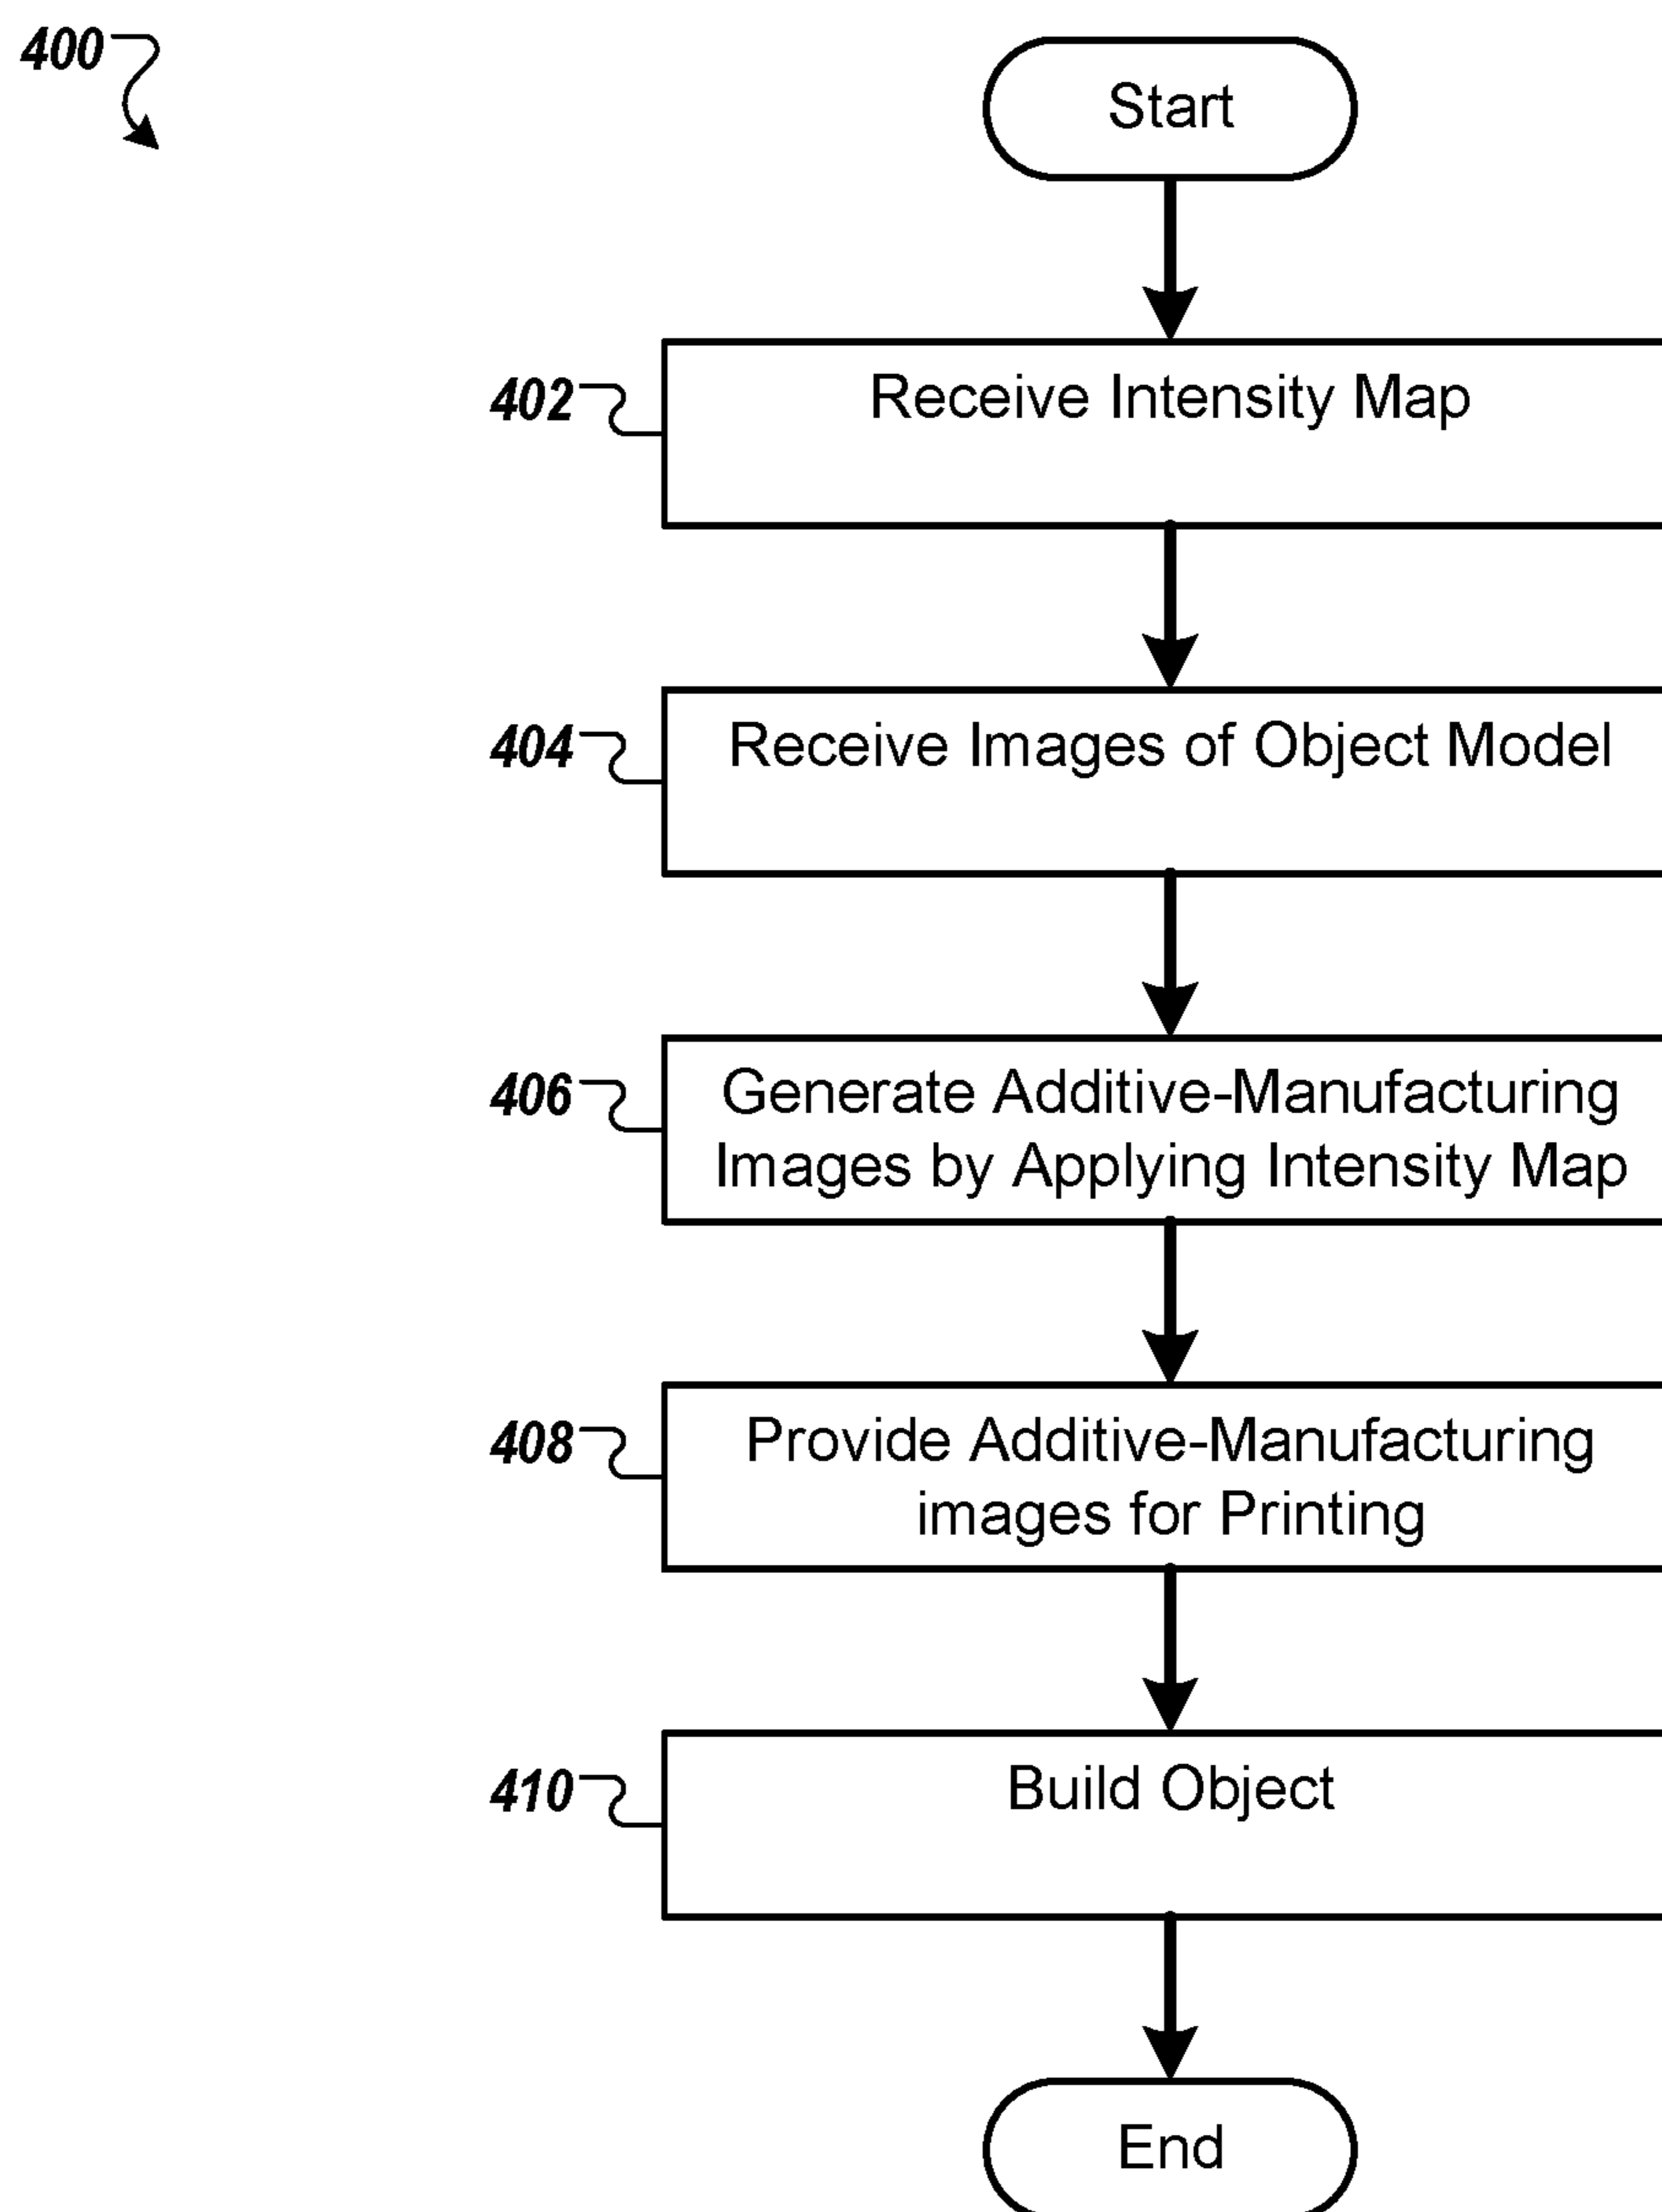 400
Start
402
Receive Intensity Map
404
Receive Images of Object Model
406
Generate Additive-Manufacturing
Images by Applying Intensity Map
408
Provide Additive-Manufacturing
images for Printing
410
Build Object
End